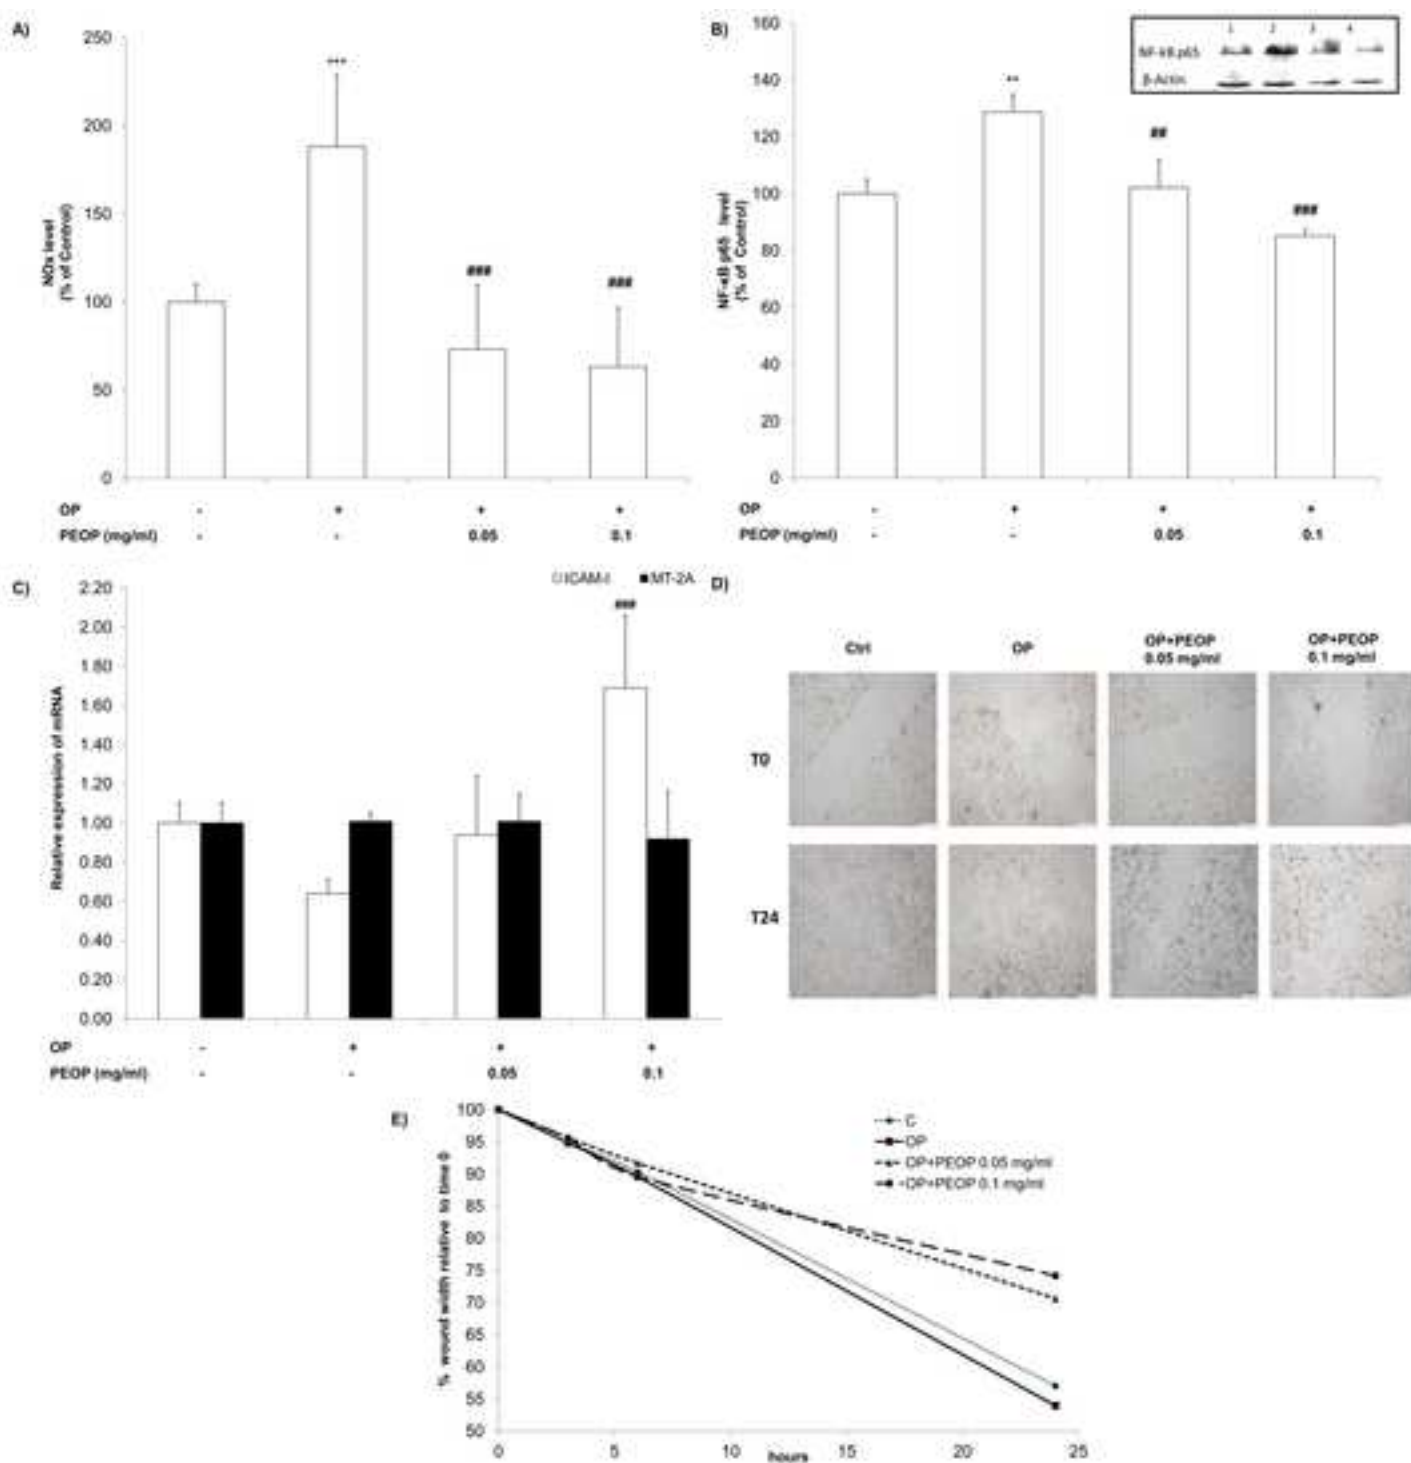 A)
250
200
150
100
50
0
NOx level
(% of Control)
***
###
###
OP - + + +
PEOP (mg/ml) - - 0.05 0.1
B)
160
140
120
100
80
60
40
20
0
NF-κB p65 level
(% of Control)
**
##
###
1 2 3 4
NF-κB p65
β-Actin
OP - + + +
PEOP (mg/ml) - - 0.05 0.1
C)
ICAM-I MT-2A
2.20
2.00
1.80
1.60
1.40
1.20
1.00
0.80
0.60
0.40
0.20
0.00
Relative expression of mRNA
###
OP - + + +
PEOP (mg/ml) - - 0.05 0.1
D)
Ctrl OP OP+PEOP 0.05 mg/ml OP+PEOP 0.1 mg/ml
T0
T24
E)
100
95
90
85
80
75
70
65
60
55
50
% wound width relative to time 0
C
OP
OP+PEOP 0.05 mg/ml
OP+PEOP 0.1 mg/ml
0 5 10 15 20 25
hours